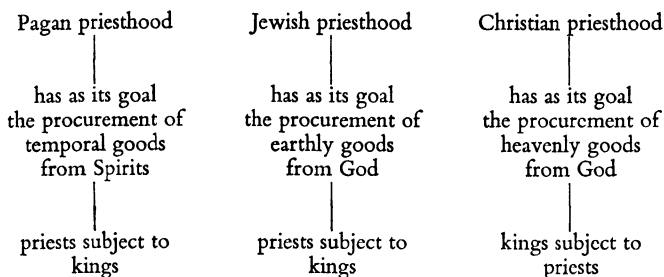 Pagan priesthood
has as its goal
the procurement of
temporal goods
from Spirits
priests subject to
kings
Jewish priesthood
has as its goal
the procurement of
earthly goods
from God
priests subject to
kings
Christian priesthood
has as its goal
the procurement of
heavenly goods
from God
kings subject to
priests